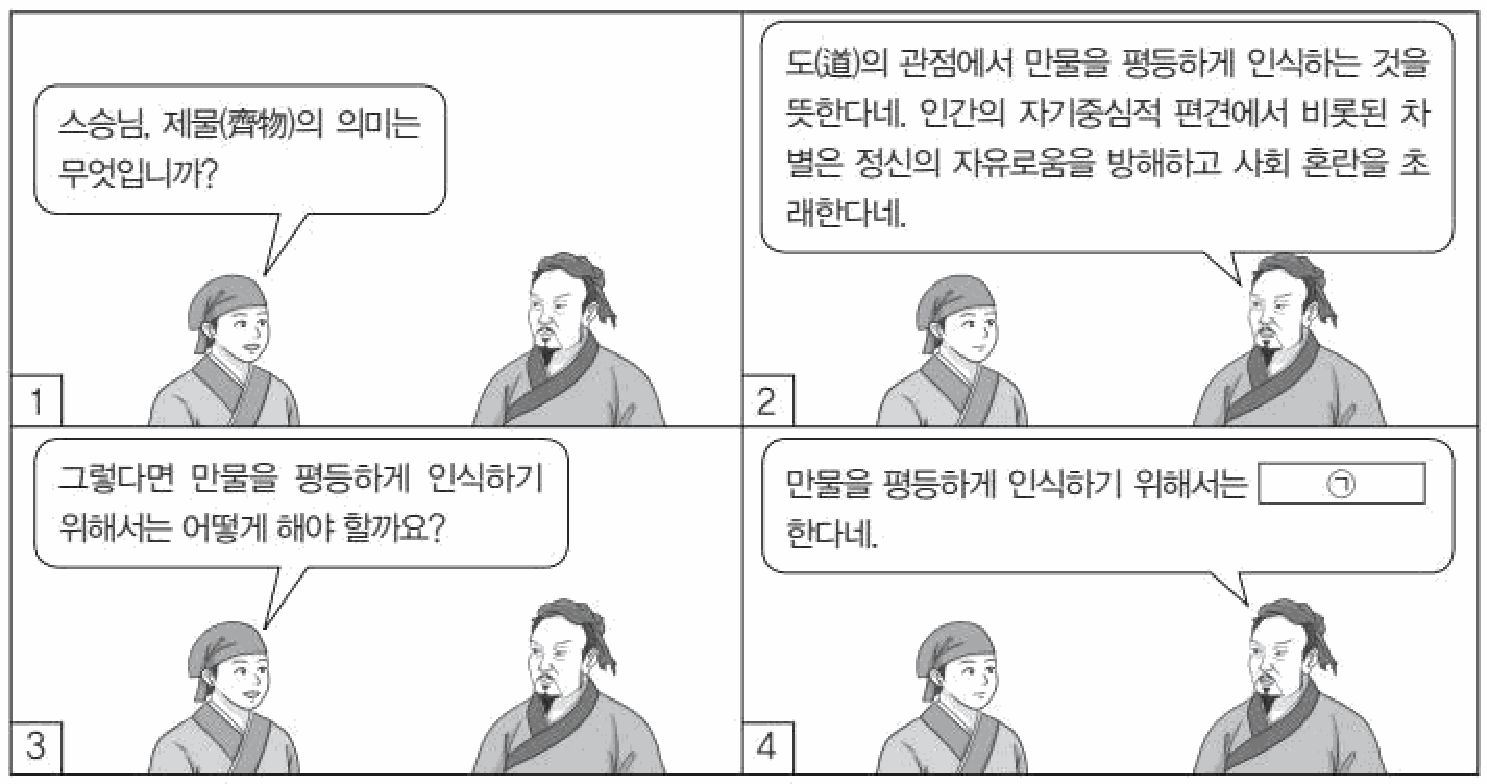 스승님, 제물(齊物)의 의미는
무엇입니까?
1
도(道)의 관점에서 만물을 평등하게 인식하는 것을
뜻한다네. 인간의 자기중심적 편견에서 비롯된 차
별은 정신의 자유로움을 방해하고 사회 혼란을 초
래한다네.
2
그렇다면 만물을 평등하게 인식하기
위해서는 어떻게 해야 할까요?
3
만물을 평등하게 인식하기 위해서는 ㉠
한다네.
4